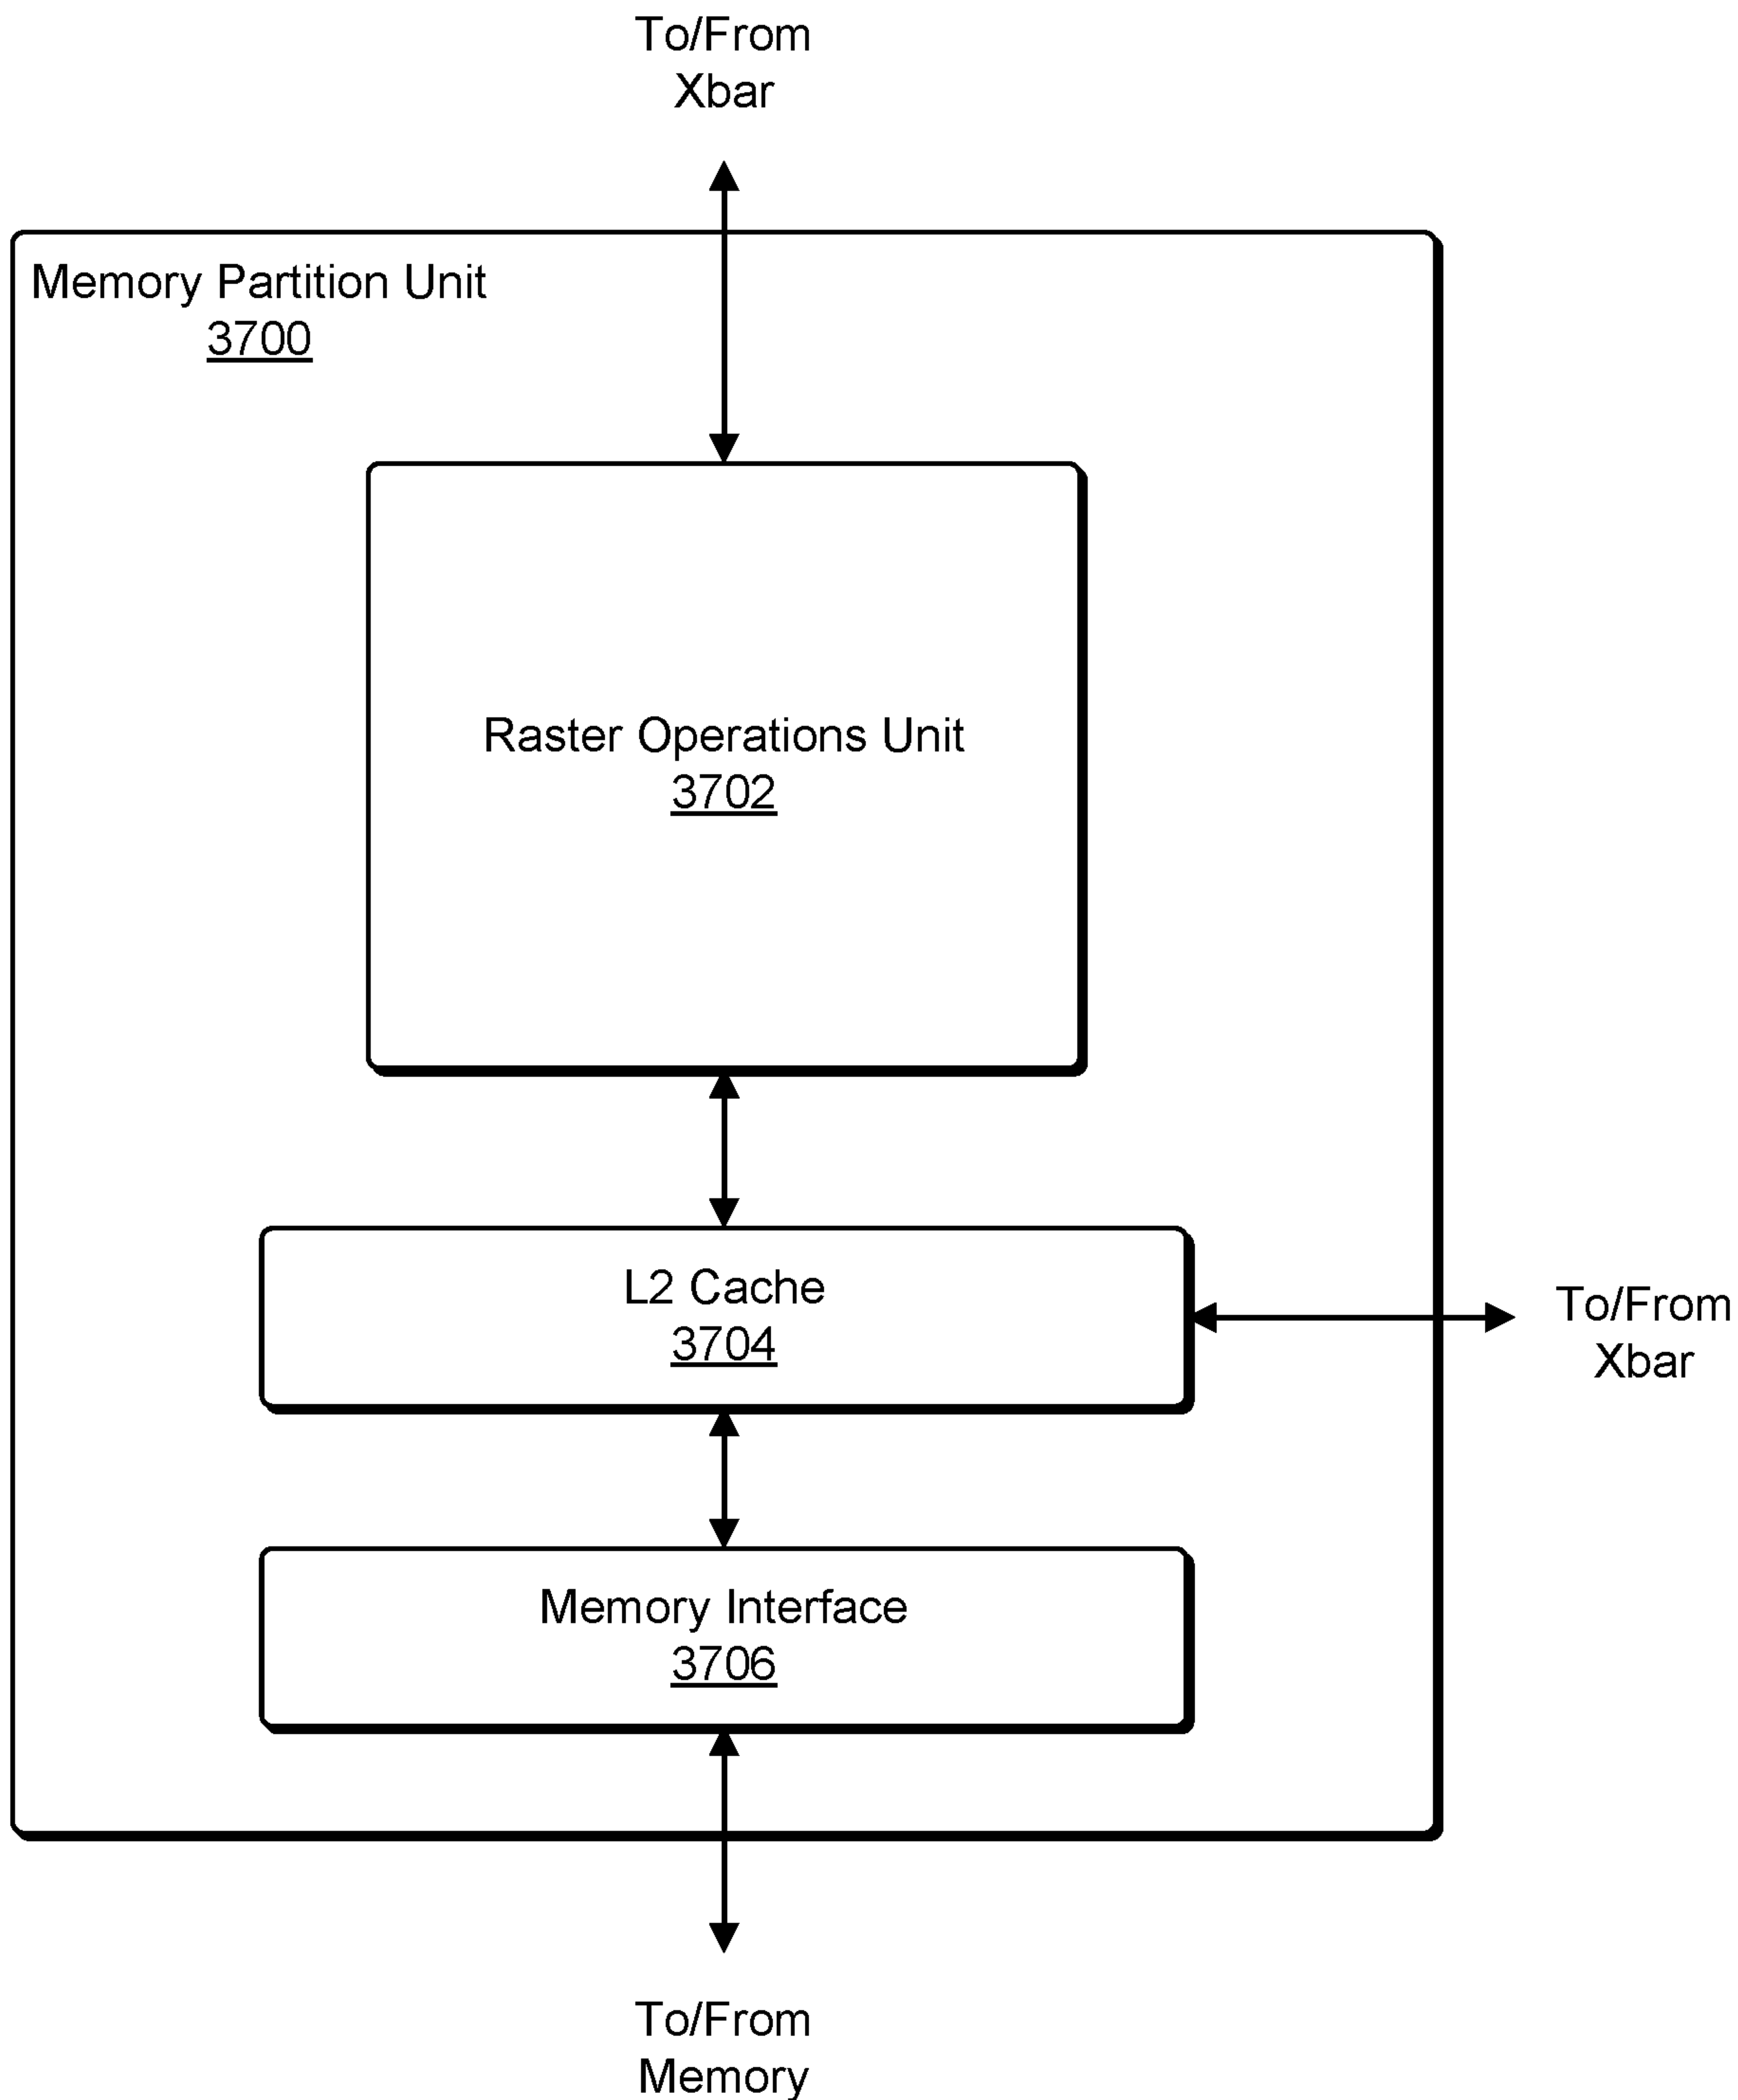 To/From
Xbar
Memory Partition Unit
3700
Raster Operations Unit
3702
L2 Cache
3704
To/From
Xbar
Memory Interface
3706
To/From
Memory